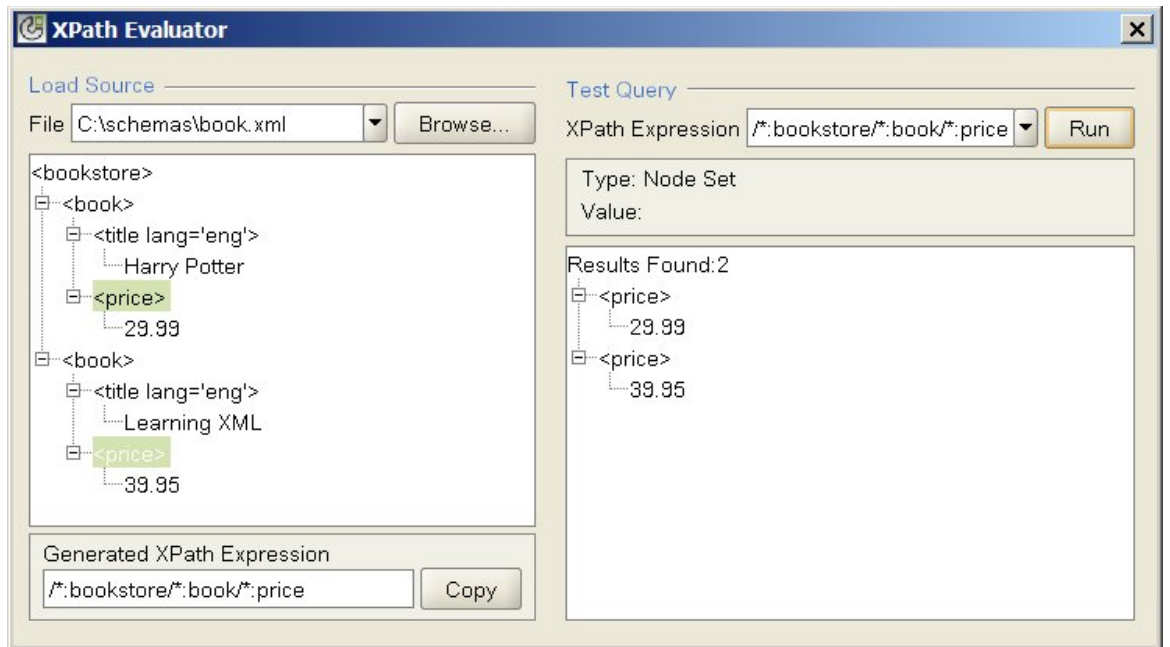 XPath Evaluator
Load Source
File C:\schemas\book.xml Browse...
<bookstore>
<book>
<title lang='eng'>
Harry Potter
<price>
29.99
<book>
<title lang='eng'>
Learning XML
<price>
39.95
Generated XPath Expression
/*:bookstore/*:book/*:price Copy
Test Query
XPath Expression /*:bookstore/*:book/*:price Run
Type: Node Set
Value:
Results Found:2
<price>
29.99
<price>
39.95